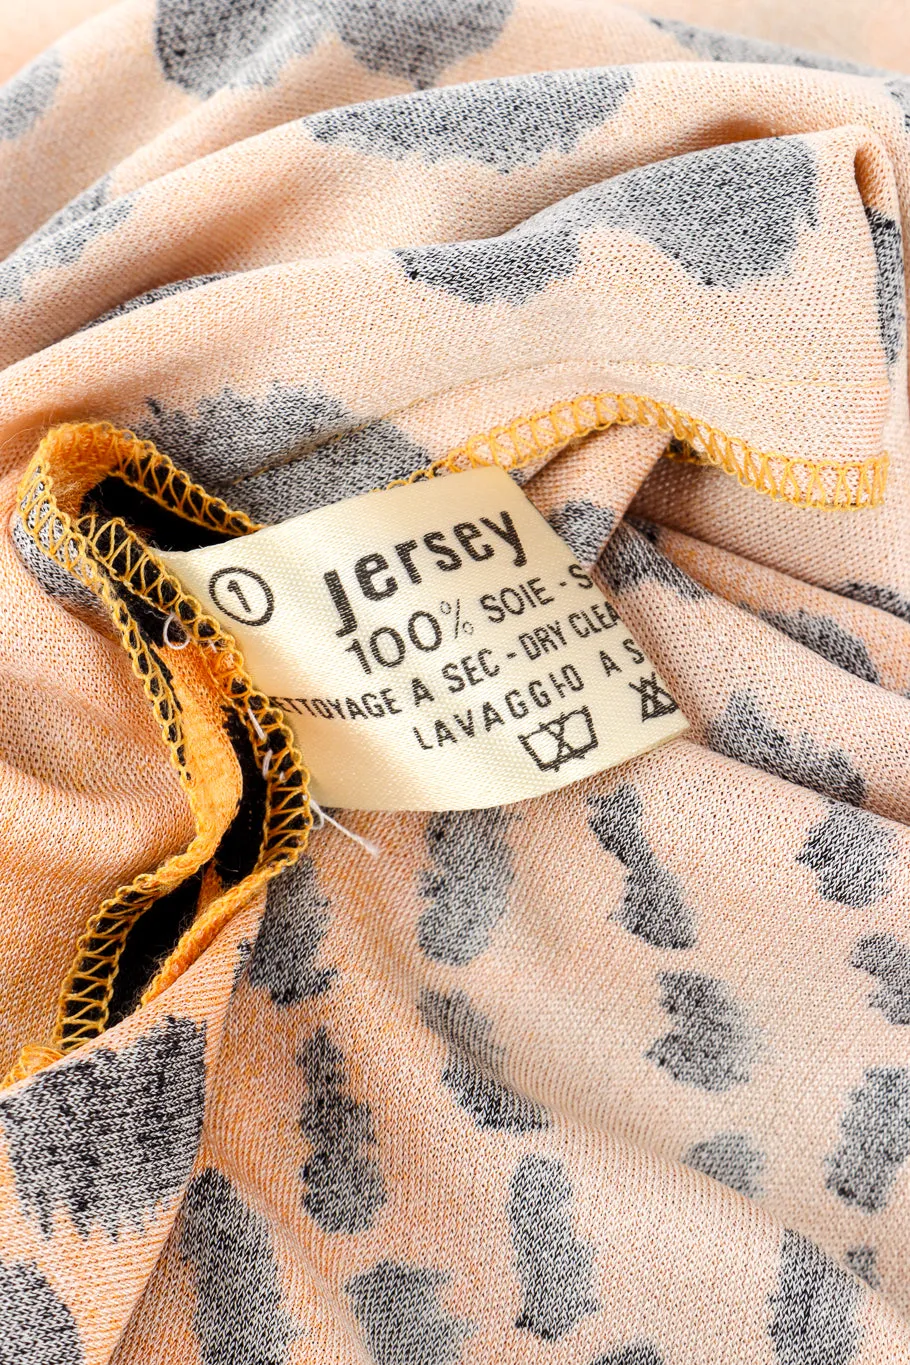 1 Jersey
100% SOIE - S
ETTOYAGE A SEC - DRY CLEA
LAVAGGIO A S